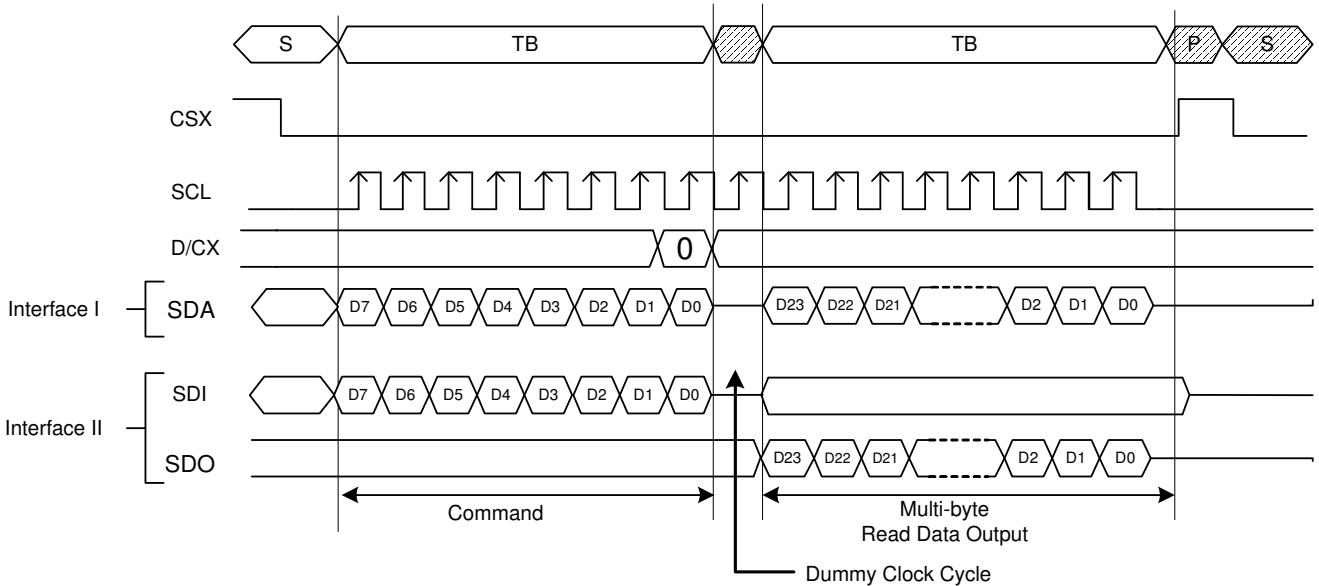 S TB TB P S
CSX
SCL
D/CX 0
Interface I SDA D7 D6 D5 D4 D3 D2 D1 D0 D23 D22 D21 D2 D1 D0
SDI D7 D6 D5 D4 D3 D2 D1 D0
Interface II
SDO D23 D22 D21 D2 D1 D0
Command Multi-byte
Read Data Output
Dummy Clock Cycle